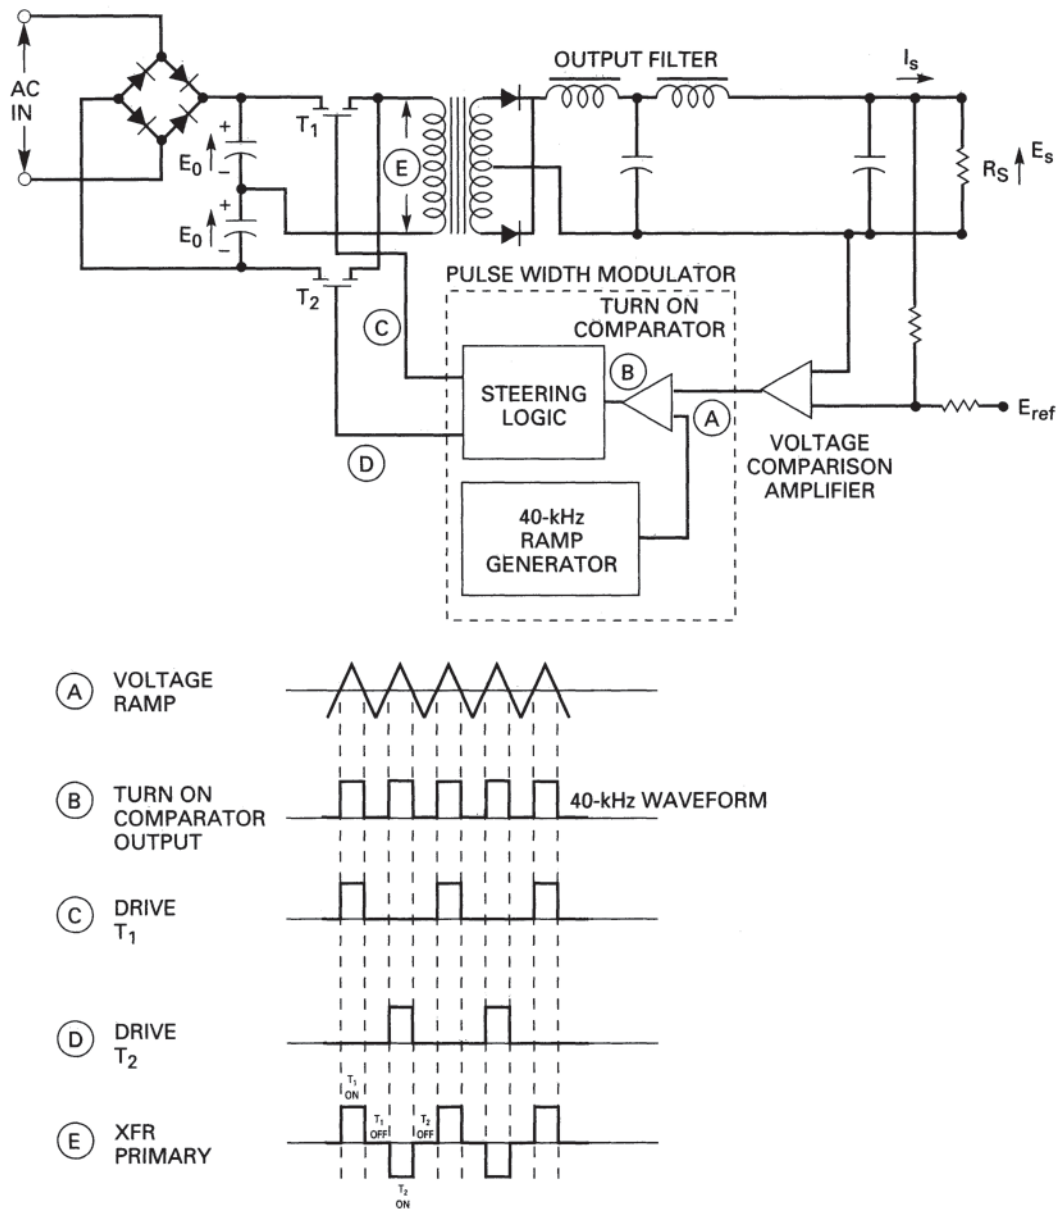 AC
IN
+
E0
−
+
E0
−
T1
T2
E
OUTPUT FILTER
Is
RS
Es
PULSE WIDTH MODULATOR
TURN ON
COMPARATOR
C
D
STEERING
LOGIC
B
A
Eref
VOLTAGE
COMPARISON
AMPLIFIER
40-kHz
RAMP
GENERATOR
A VOLTAGE
RAMP
B TURN ON
COMPARATOR
OUTPUT
40-kHz WAVEFORM
C DRIVE
T1
D DRIVE
T2
E XFR
PRIMARY
T1
ON
T1
OFF
T2
OFF
T2
ON